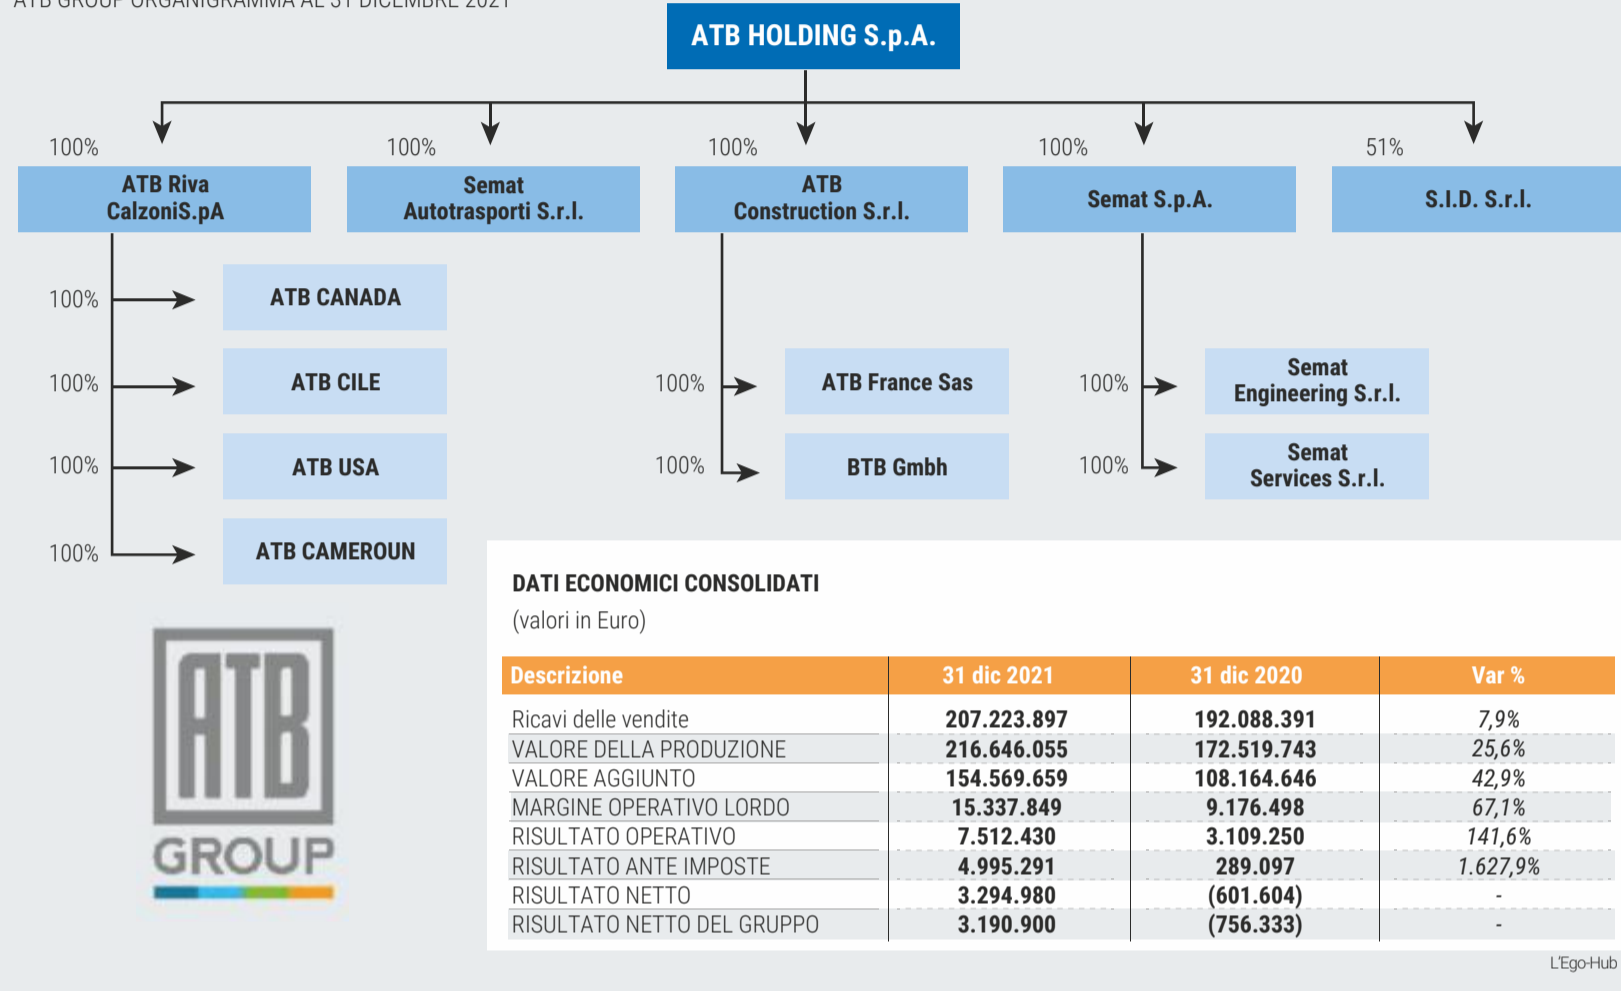 ATB GROUP ORGANIGRAMMA AL 31 DICEMBRE 2021
ATB HOLDING S.p.A.
100%
100%
100%
100%
51%
ATB Riva
CalzoniS.pA
Semat
Autotrasporti S.r.l.
ATB
Construction S.r.l.
Semat S.p.A.
S.I.D. S.r.l.
100%
ATB CANADA
100%
ATB CILE
100%
ATB USA
100%
ATB CAMEROUN
100%
ATB France Sas
100%
BTB Gmbh
100%
Semat
Engineering S.r.l.
100%
Semat
Services S.r.l.
ATB
GROUP
DATI ECONOMICI CONSOLIDATI
(valori in Euro)
Descrizione 31 dic 2021 31 dic 2020 Var %
Ricavi delle vendite 207.223.897 192.088.391 7,9%
VALORE DELLA PRODUZIONE 216.646.055 172.519.743 25,6%
VALORE AGGIUNTO 154.569.659 108.164.646 42,9%
MARGINE OPERATIVO LORDO 15.337.849 9.176.498 67,1%
RISULTATO OPERATIVO 7.512.430 3.109.250 141,6%
RISULTATO ANTE IMPOSTE 4.995.291 289.097 1.627,9%
RISULTATO NETTO 3.294.980 (601.604) -
RISULTATO NETTO DEL GRUPPO 3.190.900 (756.333) -
L'Ego-Hub